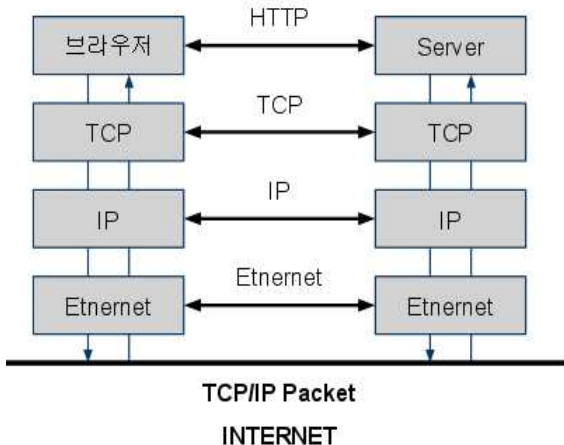 HTTP
브라우저 Server
TCP
TCP TCP
IP
IP IP
Etnernet
Etnernet Etnernet
TCP/IP Packet
INTERNET